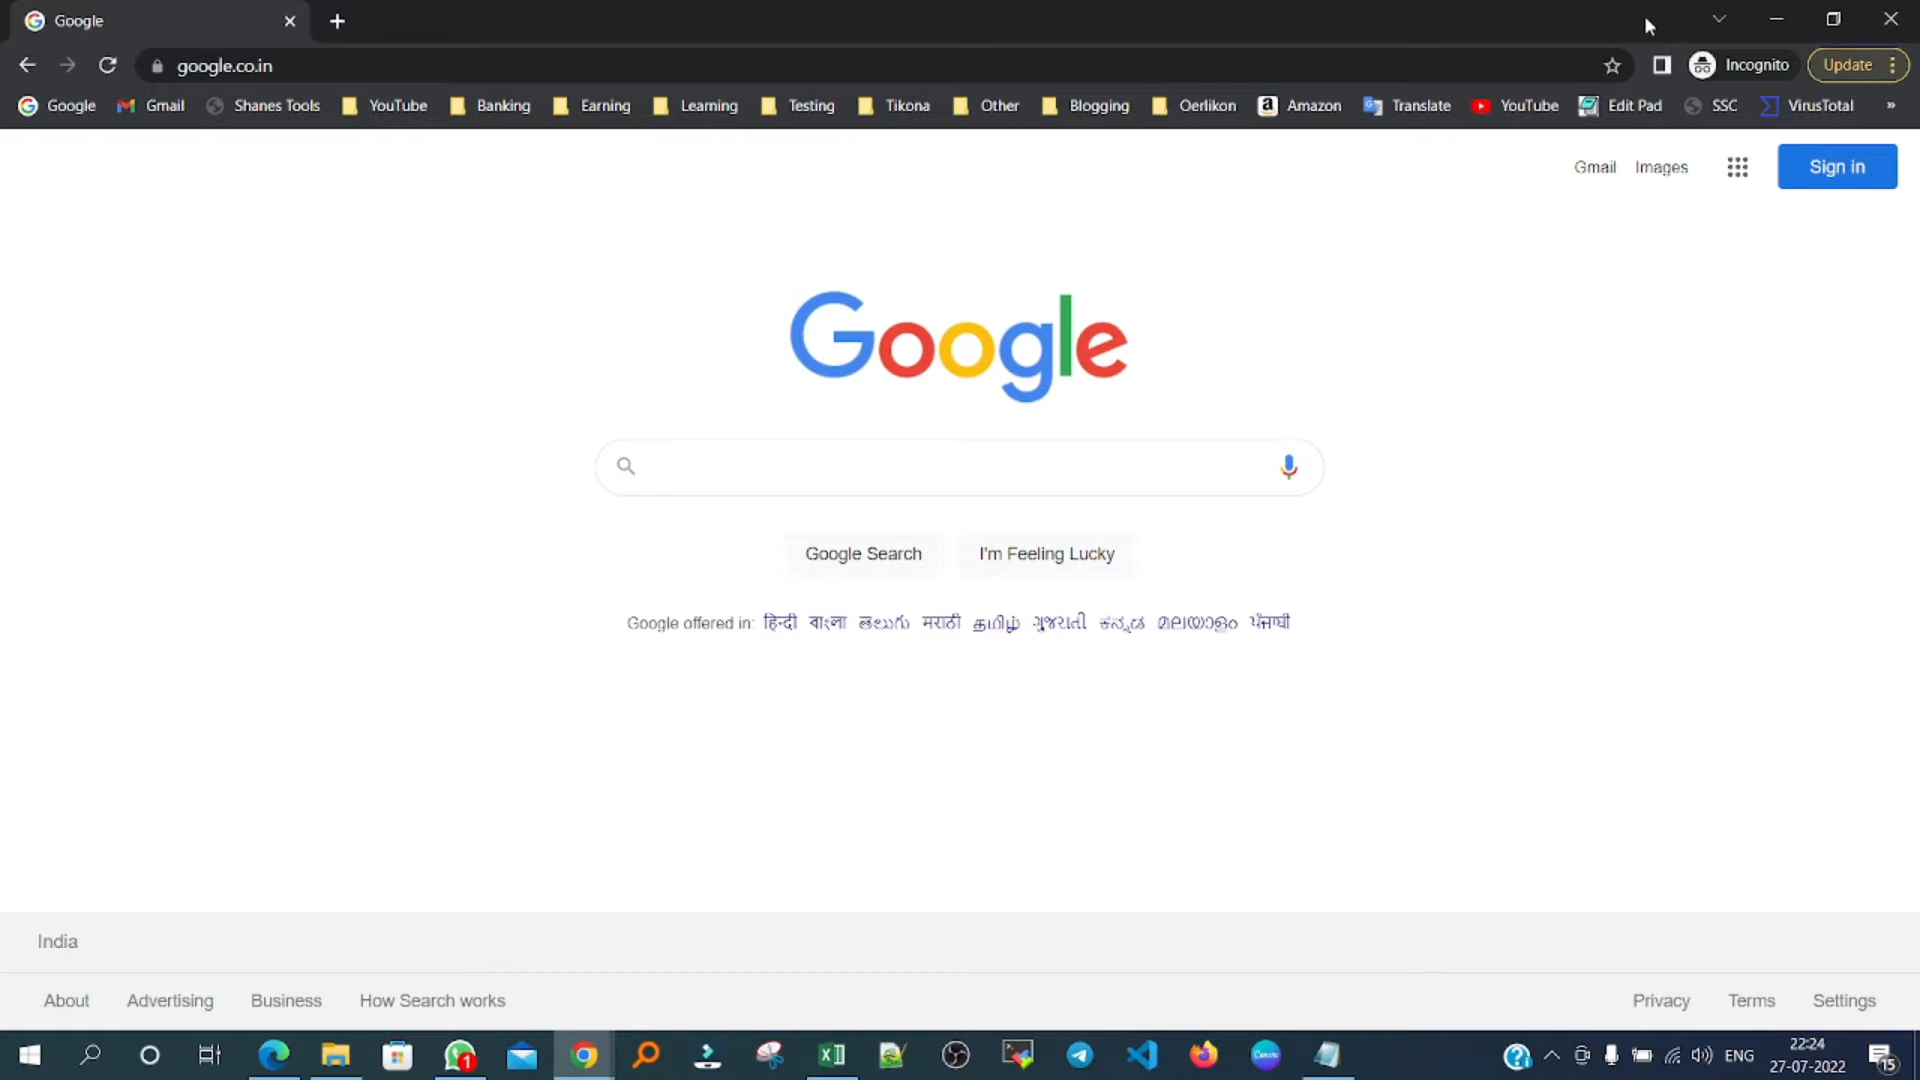 Google
google.co.in
Incognito
Update
Google Gmail Shanes Tools YouTube Banking Earning Learning Testing Tikona Other Blogging Oerlikon Amazon Translate YouTube Edit Pad SSC VirusTotal »
Gmail Images Sign in
Google
Google Search I'm Feeling Lucky
Google offered in: हिन्दी বাংলা తెలుగు मराठी தமிழ் ગુજરાતી ಕನ್ನಡ മലയാളം ਪੰਜਾਬੀ
India
About Advertising Business How Search works Privacy Terms Settings
1
Canva
ENG
22:24
27-07-2022
15